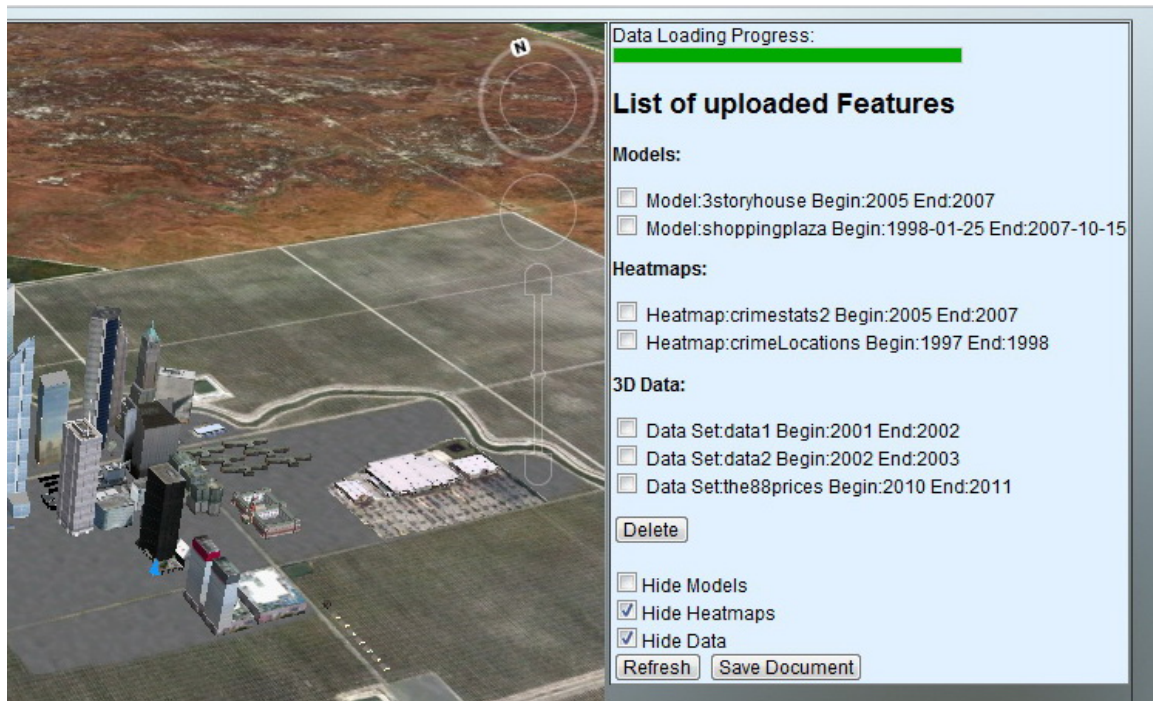 N
Data Loading Progress:
List of uploaded Features
Models:
Model:3storyhouse Begin:2005 End:2007
Model:shoppingplaza Begin:1998-01-25 End:2007-10-15
Heatmaps:
Heatmap:crimestats2 Begin:2005 End:2007
Heatmap:crimeLocations Begin:1997 End:1998
3D Data:
Data Set:data1 Begin:2001 End:2002
Data Set:data2 Begin:2002 End:2003
Data Set:the88prices Begin:2010 End:2011
Delete
Hide Models
Hide Heatmaps
Hide Data
Refresh Save Document